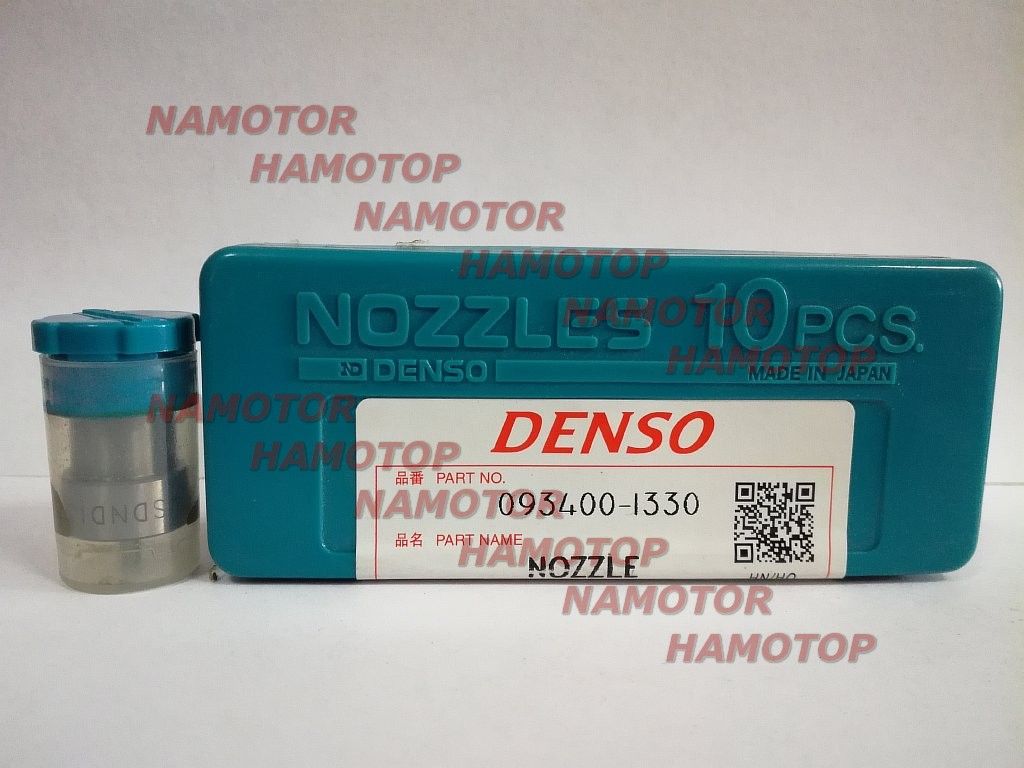 NAMOTOR
HAMOTOP
NAMOTOR
HAMOTOP
NAMOTOR
HAMOTOP
NAMOTOR
HAMOTOP
NAMOTOR
HAMOTOP
NAMOTOR
HAMOTOP
NOZZLES 10 PCS.
ND DENSO
MADE IN JAPAN
DENSO
品番 PART NO.
093400-1330
品名 PART NAME
NOZZLE